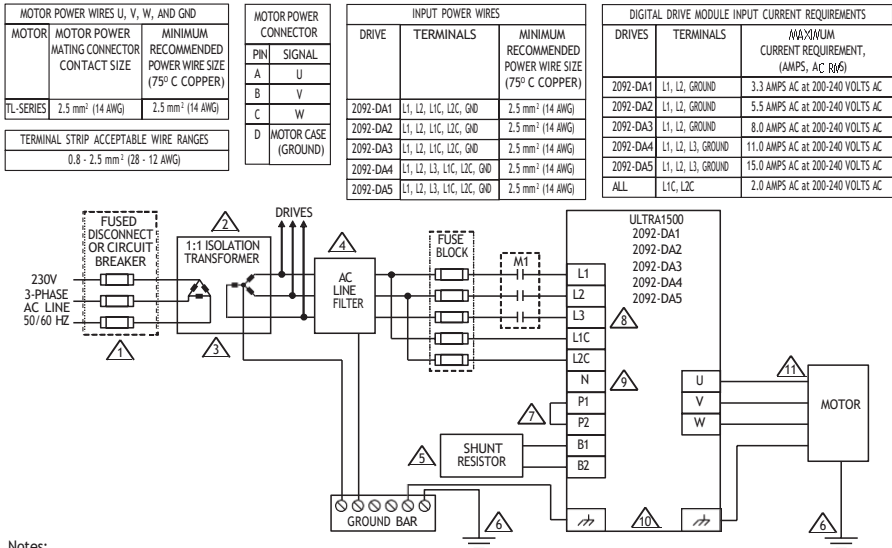 MOTOR POWER WIRES U, V, W, AND GND
MOTOR
MOTOR POWER
MATING CONNECTOR
CONTACT SIZE
MINIMUM
RECOMMENDED
POWER WIRE SIZE
(75° C COPPER)
TL-SERIES 2.5 mm² (14 AWG) 2.5 mm² (14 AWG)
TERMINAL STRIP ACCEPTABLE WIRE RANGES
0.8 - 2.5 mm² (28 - 12 AWG)
MOTOR POWER
CONNECTOR
PIN SIGNAL
A U
B V
C W
D MOTOR CASE
(GROUND)
INPUT POWER WIRES
DRIVE
TERMINALS
MINIMUM
RECOMMENDED
POWER WIRE SIZE
(75° C COPPER)
2092-DA1 L1, L2, L1C, L2C, GND 2.5 mm² (14 AWG)
2092-DA2 L1, L2, L1C, L2C, GND 2.5 mm² (14 AWG)
2092-DA3 L1, L2, L1C, L2C, GND 2.5 mm² (14 AWG)
2092-DA4 L1, L2, L3, L1C, L2C, GND 2.5 mm² (14 AWG)
2092-DA5 L1, L2, L3, L1C, L2C, GND 2.5 mm² (14 AWG)
DIGITAL DRIVE MODULE INPUT CURRENT REQUIREMENTS
DRIVES
TERMINALS
MAXIMUM
CURRENT REQUIREMENT,
(AMPS, AC RMS)
2092-DA1 L1, L2, GROUND 3.3 AMPS AC at 200-240 VOLTS AC
2092-DA2 L1, L2, GROUND 5.5 AMPS AC at 200-240 VOLTS AC
2092-DA3 L1, L2, GROUND 8.0 AMPS AC at 200-240 VOLTS AC
2092-DA4 L1, L2, L3, GROUND 11.0 AMPS AC at 200-240 VOLTS AC
2092-DA5 L1, L2, L3, GROUND 15.0 AMPS AC at 200-240 VOLTS AC
ALL L1C, L2C 2.0 AMPS AC at 200-240 VOLTS AC
FUSED
DISCONNECT
OR CIRCUIT
BREAKER
230V
3-PHASE
AC LINE
50/60 HZ
1
2
1:1 ISOLATION
TRANSFORMER
3
DRIVES
4
AC
LINE
FILTER
FUSE
BLOCK
M1
ULTRA1500
2092-DA1
2092-DA2
2092-DA3
2092-DA4
2092-DA5
L1
L2
L3
L1C
L2C
N
P1
P2
B1
B2
8
9
7
5
SHUNT
RESISTOR
GROUND BAR
6
10
U
V
W
11
MOTOR
6
Notes: